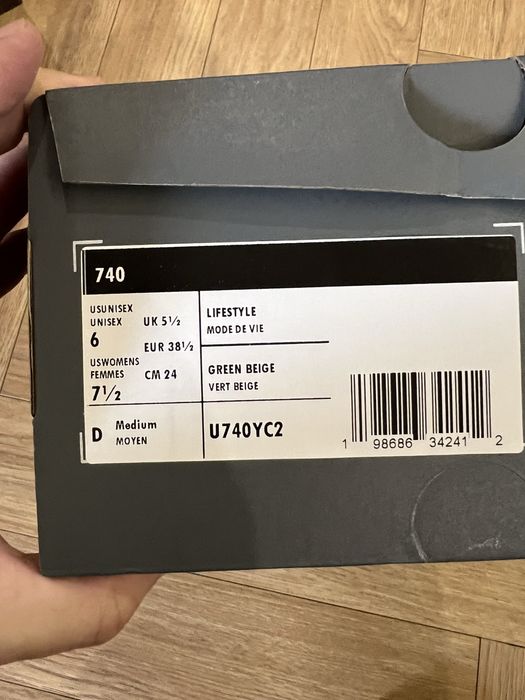 740
USUNISEX
UNISEX
6
UK 5½
EUR 38½
USWOMENS
FEMMES
7½
CM 24
LIFESTYLE
MODE DE VIE
GREEN BEIGE
VERT BEIGE
D Medium
MOYEN
U740YC2
1 98686 34241 2